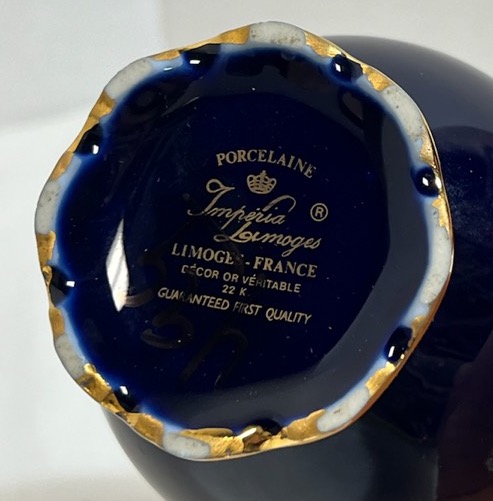 PORCELAINE
Impéria ®
Limoges
LIMOGES - FRANCE
DÉCOR OR VÉRITABLE
22 K.
GUARANTEED FIRST QUALITY